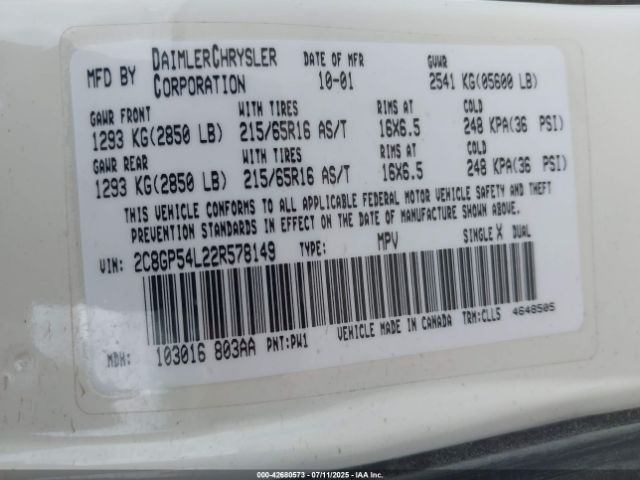 MFD BY DAIMLERCHRYSLER CORPORATION DATE OF MFR 10-01 GVWR 2541 KG(05600 LB)
GAWR FRONT WITH TIRES RIMS AT COLD
1293 KG(2850 LB) 215/65R16 AS/T 16X6.5 248 KPA(36 PSI)
GAWR REAR WITH TIRES RIMS AT COLD
1293 KG(2850 LB) 215/65R16 AS/T 16X6.5 248 KPA(36 PSI)
THIS VEHICLE CONFORMS TO ALL APPLICABLE FEDERAL MOTOR VEHICLE SAFETY AND THEFT
PREVENTION STANDARDS IN EFFECT ON THE DATE OF MANUFACTURE SHOWN ABOVE.
VIN: 2C8GP54L22R578149 TYPE: MPV SINGLE X DUAL
MDH: 103016 803AA PNT:PW1 VEHICLE MADE IN CANADA TRM:CLL5 4648505
000-42680573 | 07/11/2025 | IAAI.COM